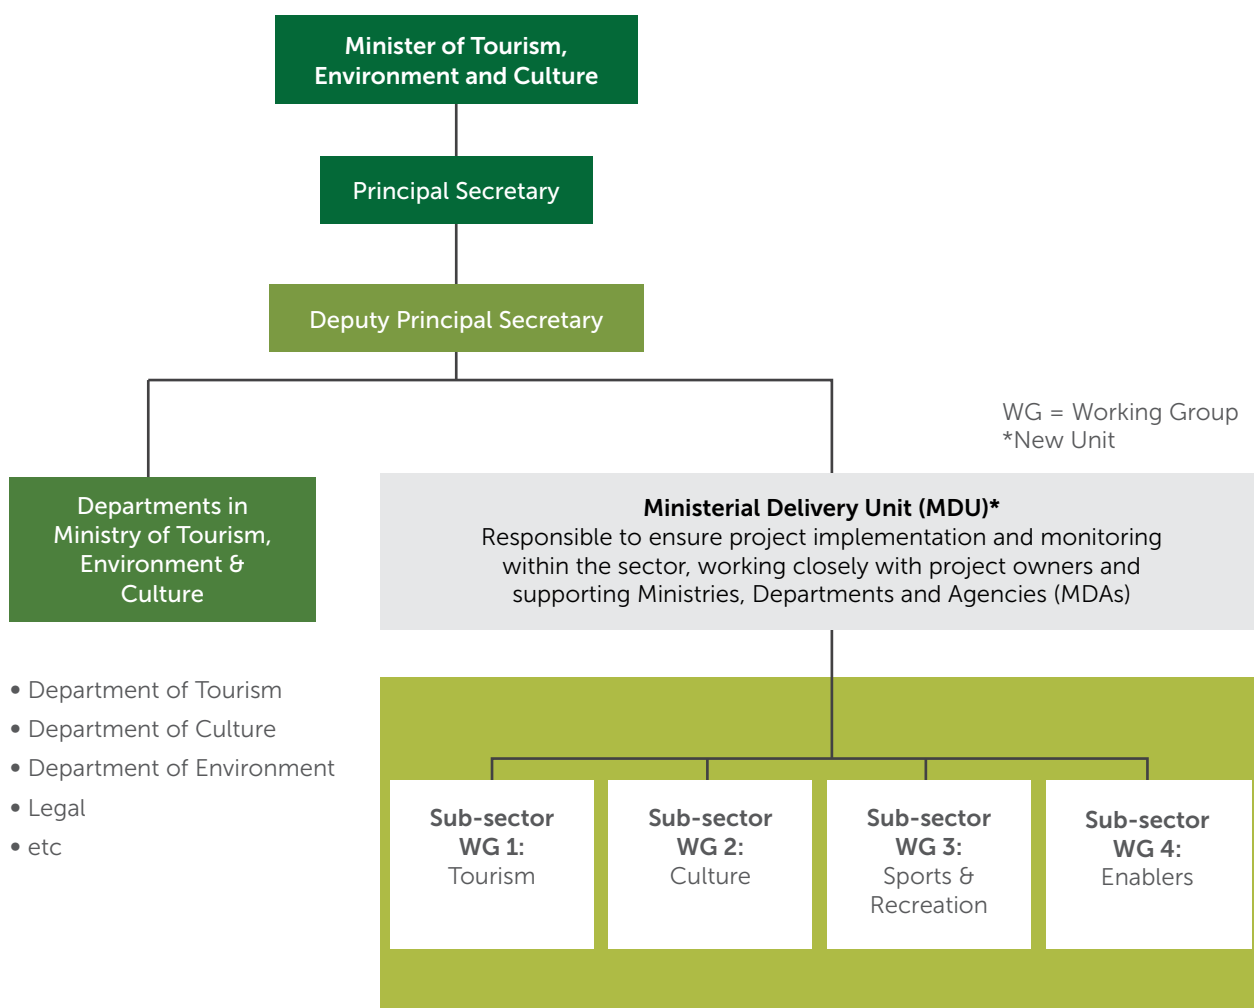 Minister of Tourism,
Environment and Culture
Principal Secretary
Deputy Principal Secretary
WG = Working Group
*New Unit
Departments in
Ministry of Tourism,
Environment &
Culture
• Department of Tourism
• Department of Culture
• Department of Environment
• Legal
• etc
Ministerial Delivery Unit (MDU)*
Responsible to ensure project implementation and monitoring
within the sector, working closely with project owners and
supporting Ministries, Departments and Agencies (MDAs)
Sub-sector
WG 1:
Tourism
Sub-sector
WG 2:
Culture
Sub-sector
WG 3:
Sports &
Recreation
Sub-sector
WG 4:
Enablers